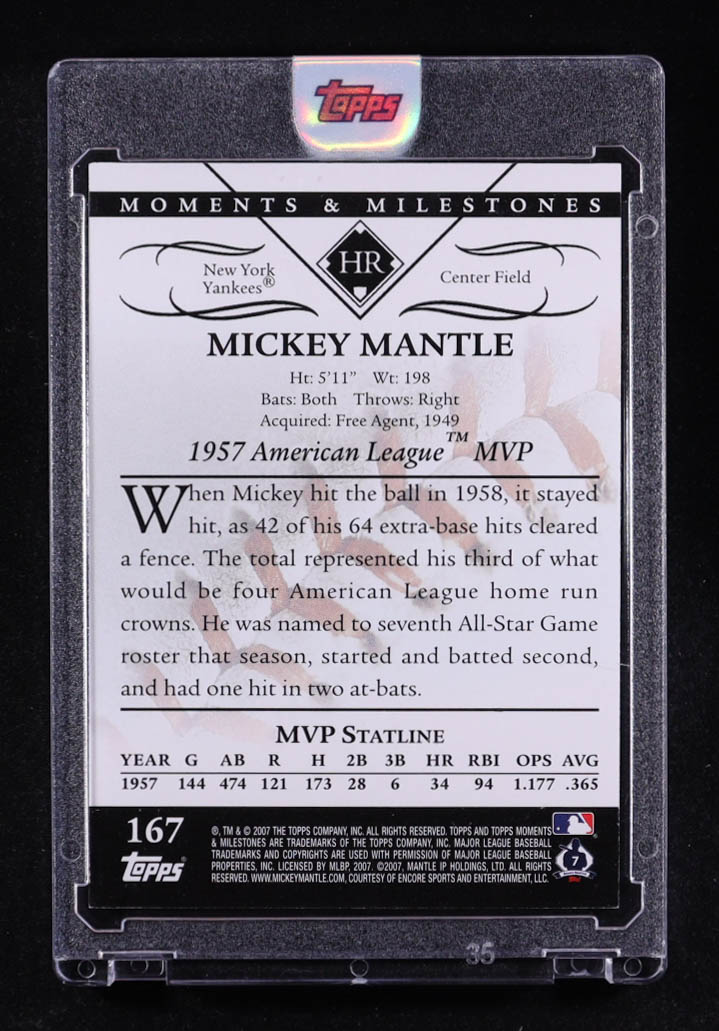 Topps
MOMENTS & MILESTONES
HR
New York
Yankees®
Center Field
MICKEY MANTLE
Ht: 5'11" Wt: 198
Bats: Both Throws: Right
Acquired: Free Agent, 1949
1957 American League™ MVP
When Mickey hit the ball in 1958, it stayed
hit, as 42 of his 64 extra-base hits cleared
a fence. The total represented his third of what
would be four American League home run
crowns. He was named to seventh All-Star Game
roster that season, started and batted second,
and had one hit in two at-bats.
MVP STATLINE
YEAR G AB R H 2B 3B HR RBI OPS AVG
1957 144 474 121 173 28 6 34 94 1.177 .365
167
Topps
®, TM & © 2007 THE TOPPS COMPANY, INC. ALL RIGHTS RESERVED. TOPPS AND TOPPS MOMENTS
& MILESTONES ARE TRADEMARKS OF THE TOPPS COMPANY, INC. MAJOR LEAGUE BASEBALL
TRADEMARKS AND COPYRIGHTS ARE USED WITH PERMISSION OF MAJOR LEAGUE BASEBALL
PROPERTIES, INC. LICENSED BY MLBP, 2007. ©2007, MANTLE IP HOLDINGS, LTD. ALL RIGHTS
RESERVED. WWW.MICKEYMANTLE.COM, COURTESY OF ENCORE SPORTS AND ENTERTAINMENT, LLC.
7
35